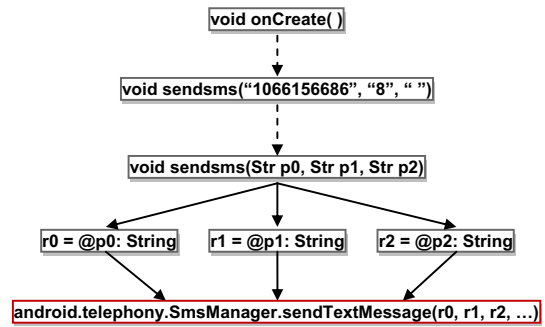 void onCreate( )
void sendsms(“1066156686”, “8”, “ ”)
void sendsms(Str p0, Str p1, Str p2)
r0 = @p0: String
r1 = @p1: String
r2 = @p2: String
android.telephony.SmsManager.sendTextMessage(r0, r1, r2, …)